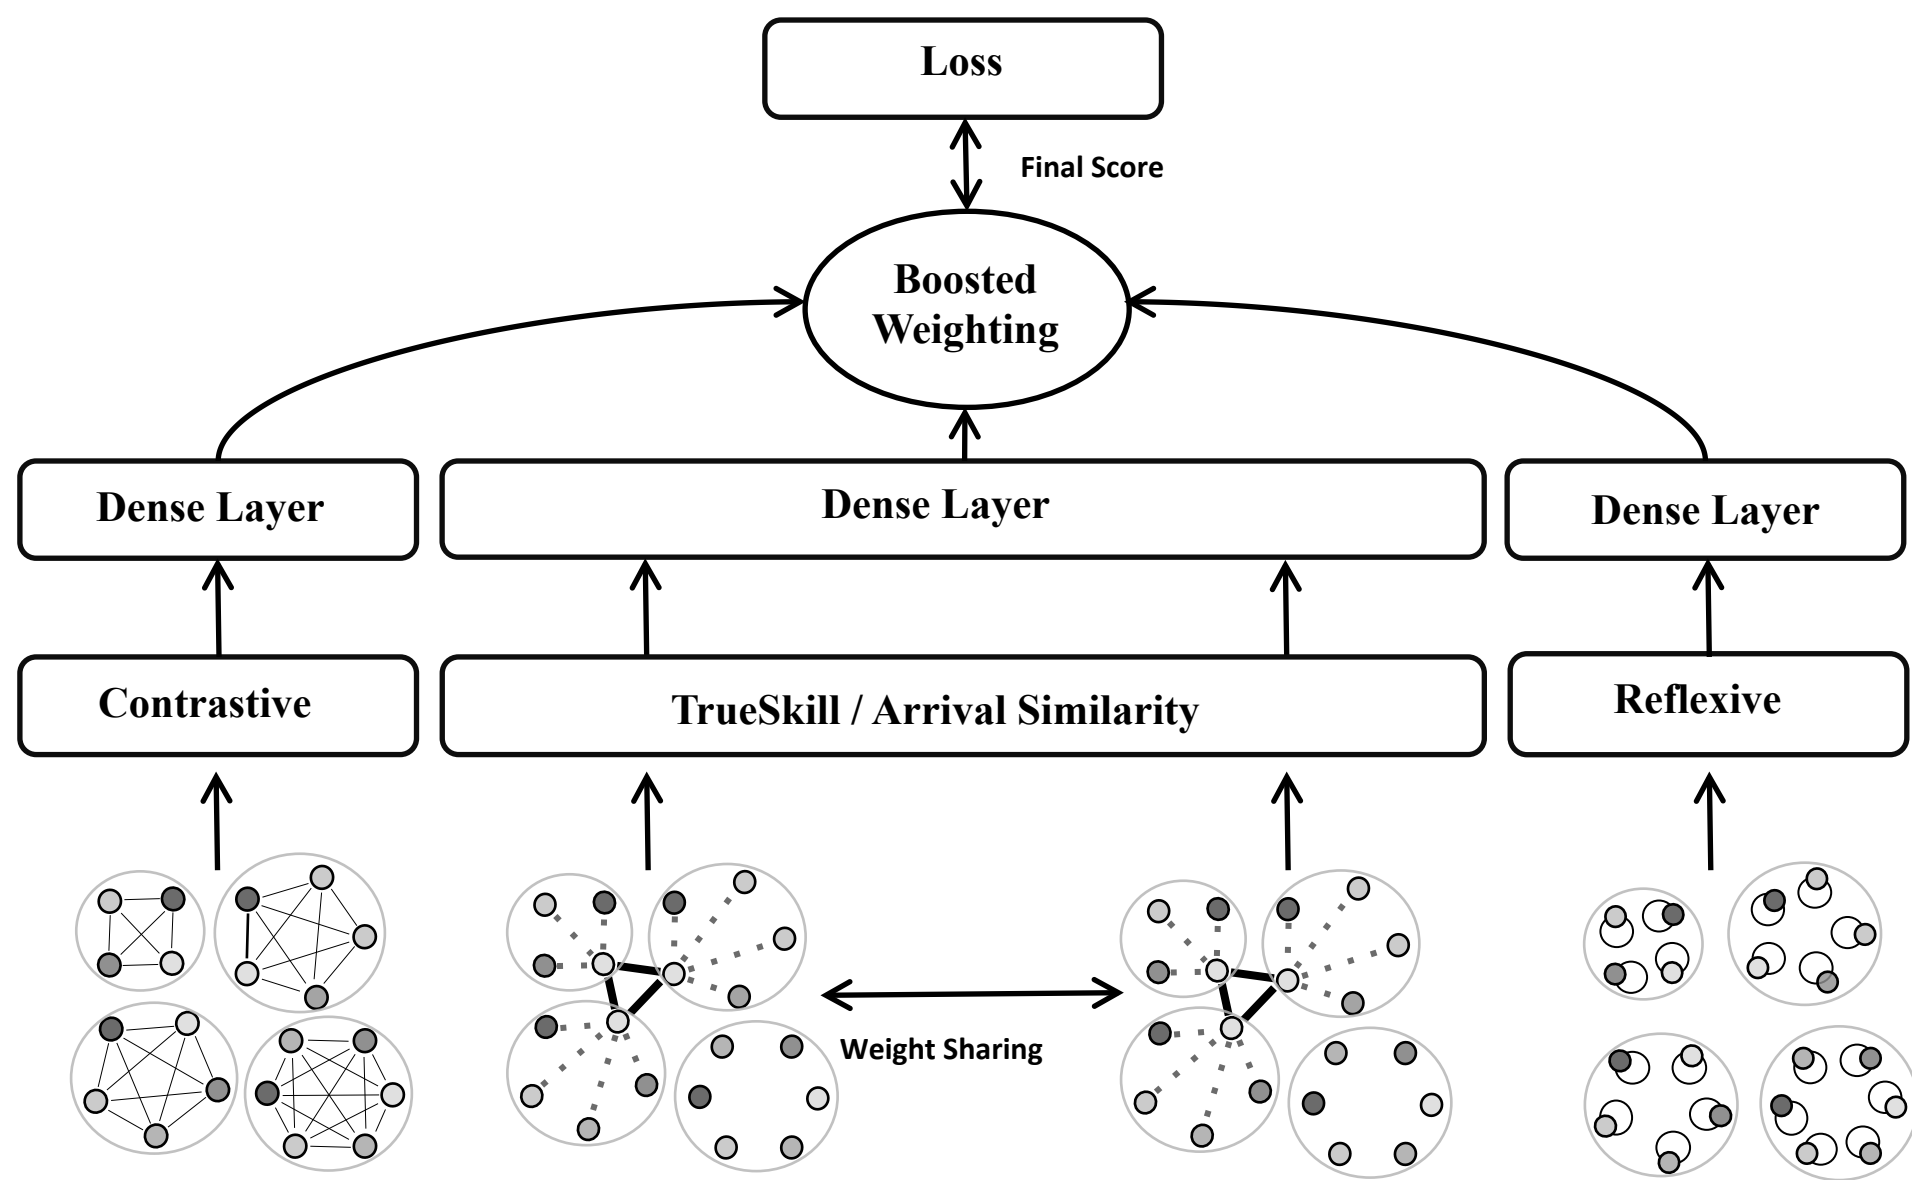 Loss
Final Score
Boosted
Weighting
Dense Layer
Dense Layer
Dense Layer
Contrastive
TrueSkill / Arrival Similarity
Reflexive
Weight Sharing